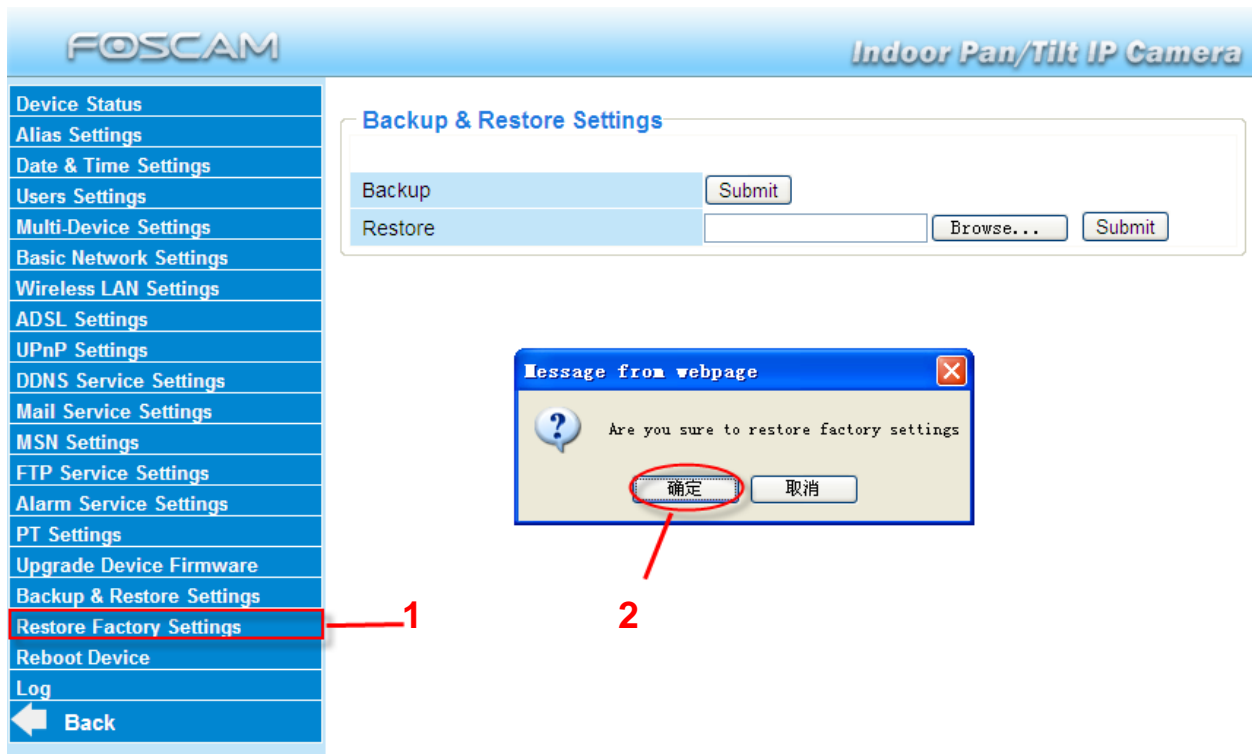 FOSCAM
Indoor Pan/Tilt IP Camera
Device Status
Alias Settings
Date & Time Settings
Users Settings
Multi-Device Settings
Basic Network Settings
Wireless LAN Settings
ADSL Settings
UPnP Settings
DDNS Service Settings
Mail Service Settings
MSN Settings
FTP Service Settings
Alarm Service Settings
PT Settings
Upgrade Device Firmware
Backup & Restore Settings
Restore Factory Settings
Reboot Device
Log
Back
Backup & Restore Settings
Backup Submit
Restore Browse... Submit
Message from webpage
Are you sure to restore factory settings
确定 取消
1
2